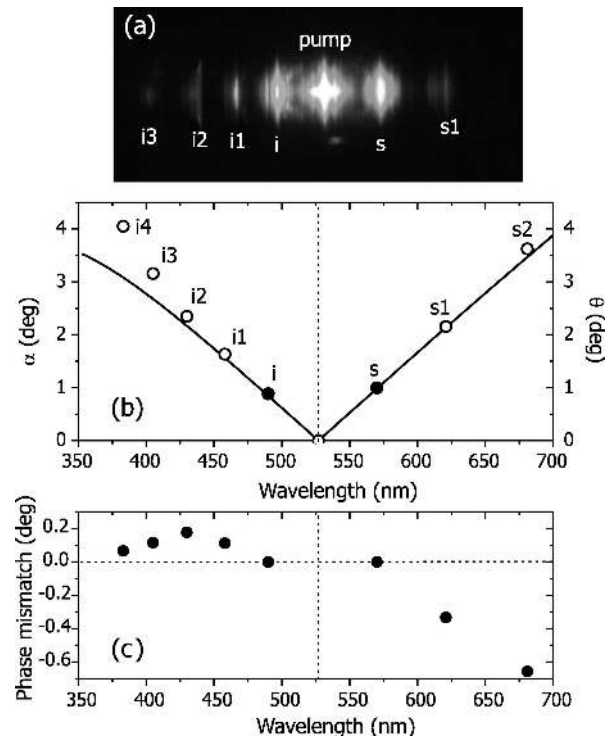 (a)
pump
i3 i2 i1 i s s1
4 i4 s2 4
3 i3 3
α (deg) θ (deg)
2 i2 s1 2
i1
1 i s 1
(b)
0 0
350 400 450 500 550 600 650 700
Wavelength (nm)
Phase mismatch (deg)
0.2
0.0
-0.2
-0.4
-0.6
(c)
350 400 450 500 550 600 650 700
Wavelength (nm)